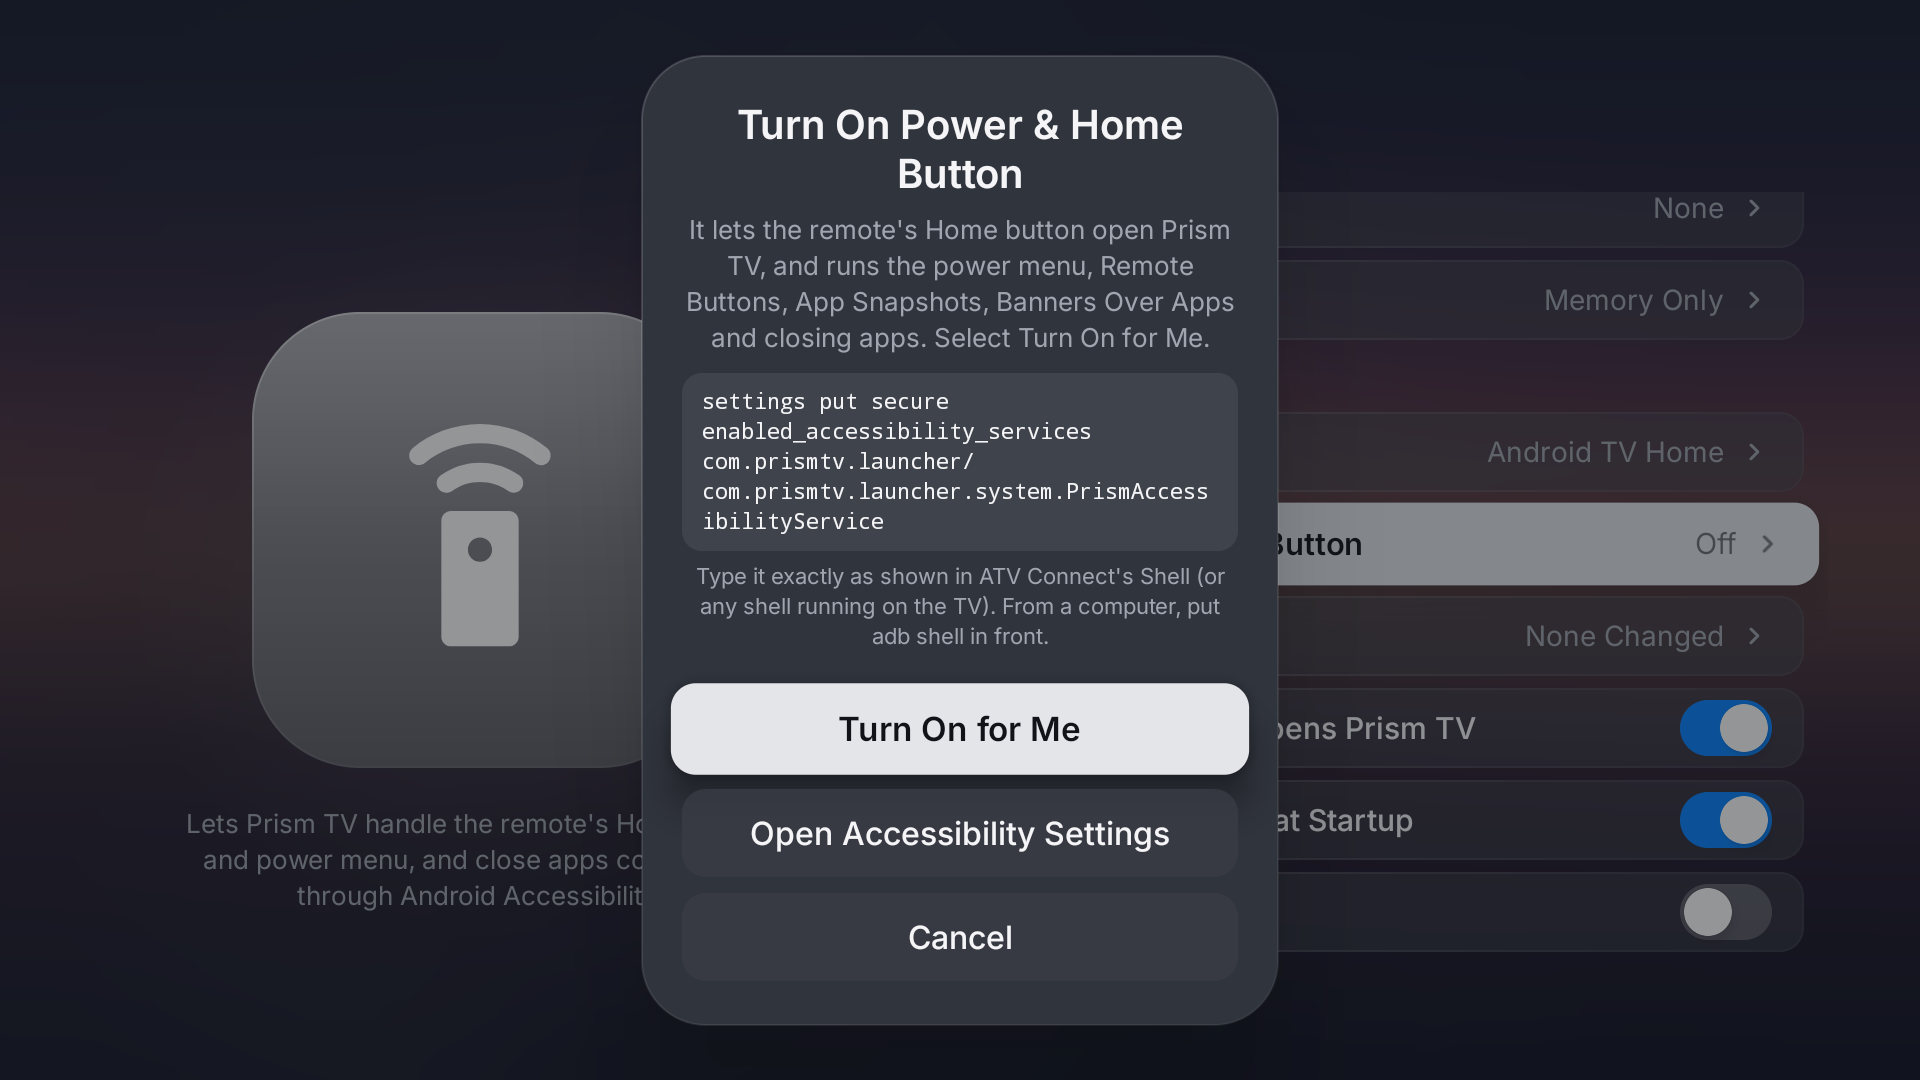 Turn On Power & Home
Button
It lets the remote's Home button open Prism
TV, and runs the power menu, Remote
Buttons, App Snapshots, Banners Over Apps
and closing apps. Select Turn On for Me.
settings put secure
enabled_accessibility_services
com.prismtv.launcher/
com.prismtv.launcher.system.PrismAccess
ibilityService
Type it exactly as shown in ATV Connect's Shell (or
any shell running on the TV). From a computer, put
adb shell in front.
Turn On for Me
Open Accessibility Settings
Cancel
Lets Prism TV handle the remote's
and power menu, and close apps
through Android
None
Memory Only
Android TV Home
Button Off
None Changed
Prism TV
at Startup